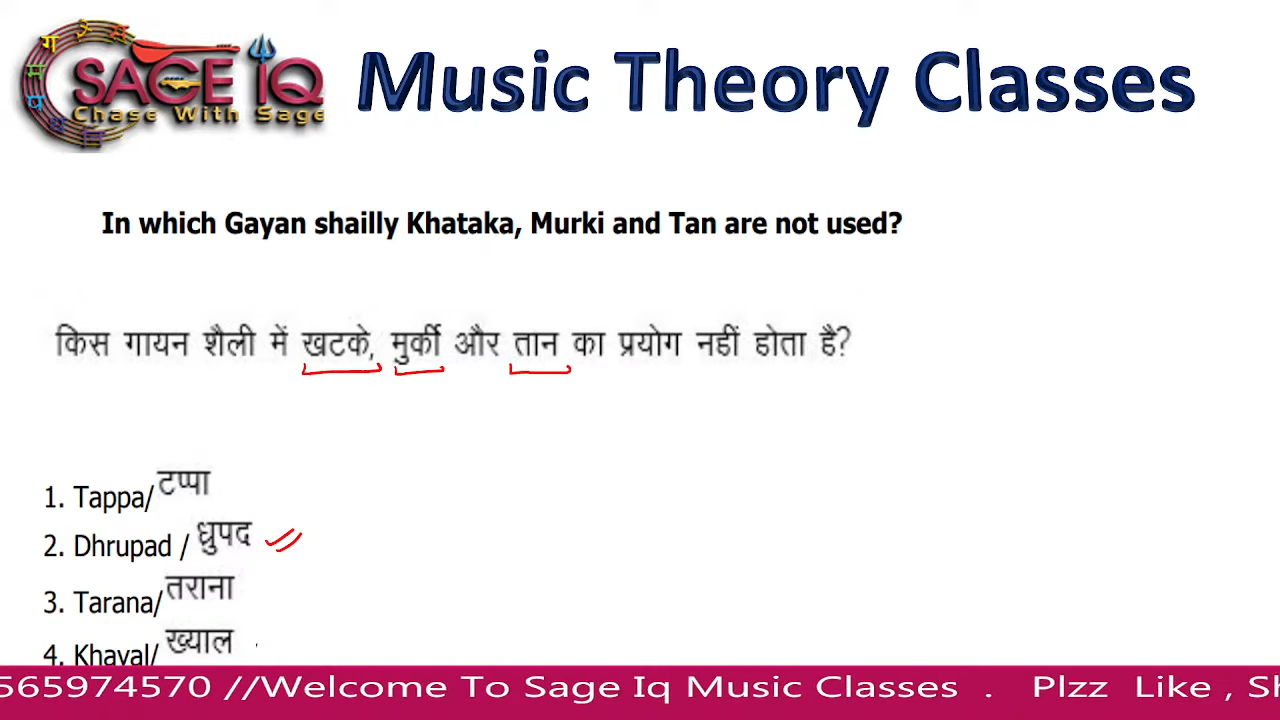 ग रे स
म
प
ध नि
SAGE IQ
Chase With Sage
Music Theory Classes
In which Gayan shailly Khataka, Murki and Tan are not used?
किस गायन शैली में खटके, मुर्की और तान का प्रयोग नहीं होता है?
1. Tappa/टप्पा
2. Dhrupad / ध्रुपद
3. Tarana/तराना
4. Khayal/ख्याल
565974570 //Welcome To Sage Iq Music Classes . Plzz Like , Sh